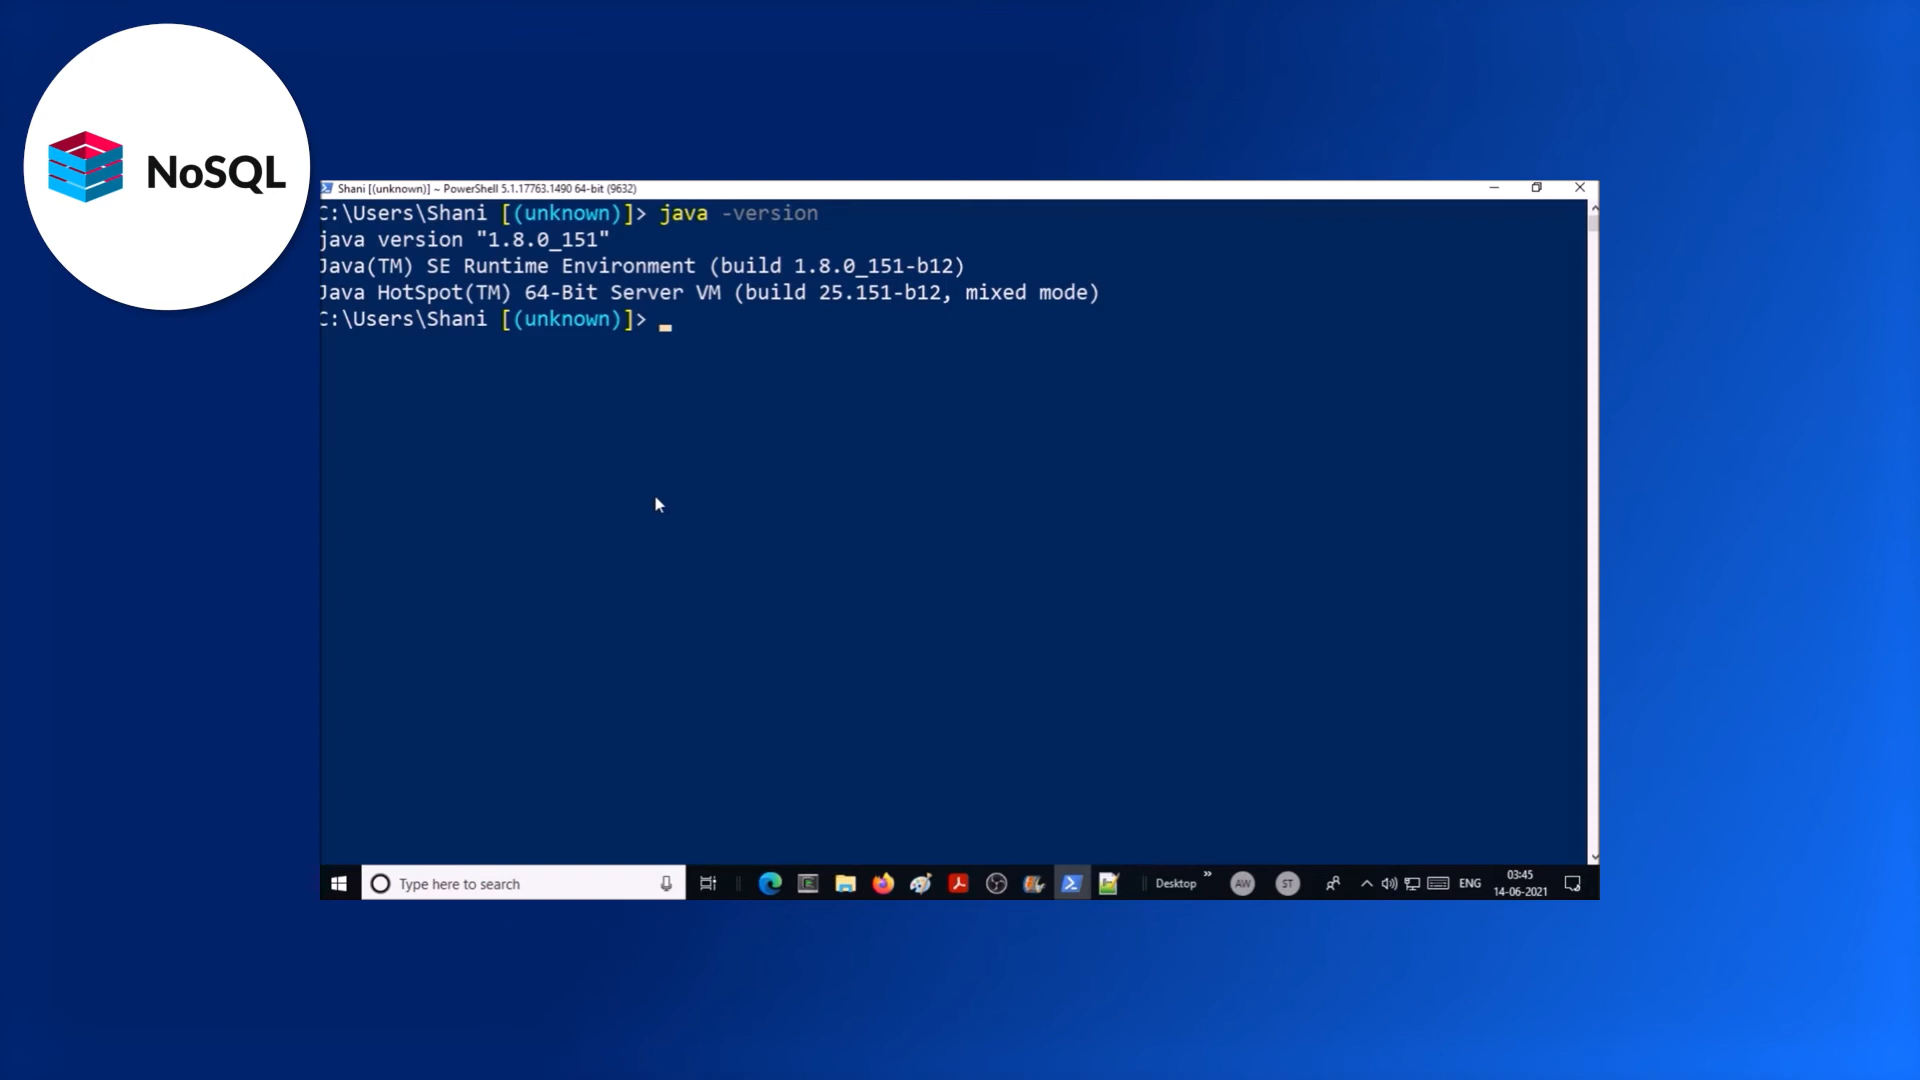 NoSQL
Shani [(unknown)] ~ PowerShell 5.1.17763.1490 64-bit (9632)
C:\Users\Shani [(unknown)]> java -version
java version "1.8.0_151"
Java(TM) SE Runtime Environment (build 1.8.0_151-b12)
Java HotSpot(TM) 64-Bit Server VM (build 25.151-b12, mixed mode)
C:\Users\Shani [(unknown)]>
Type here to search
Desktop
AW
ST
ENG
03:45
14-06-2021